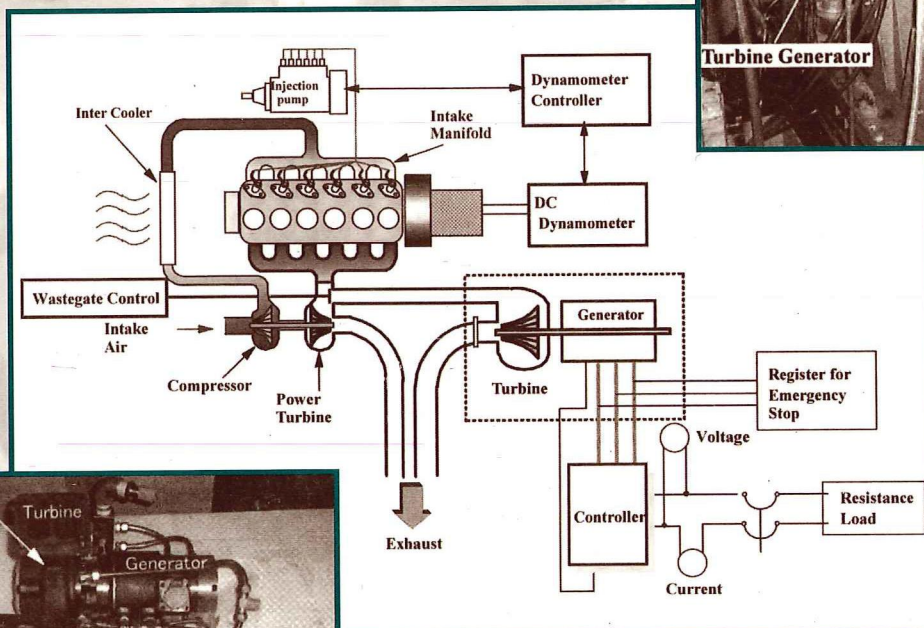 Turbine Generator
Injection
pump
Dynamometer
Controller
Inter Cooler
Intake
Manifold
DC
Dynamometer
Wastegate Control
Intake
Air
Compressor
Power
Turbine
Turbine
Generator
Register for
Emergency
Stop
Voltage
Controller
Resistance
Load
Current
Exhaust
Turbine
Generator